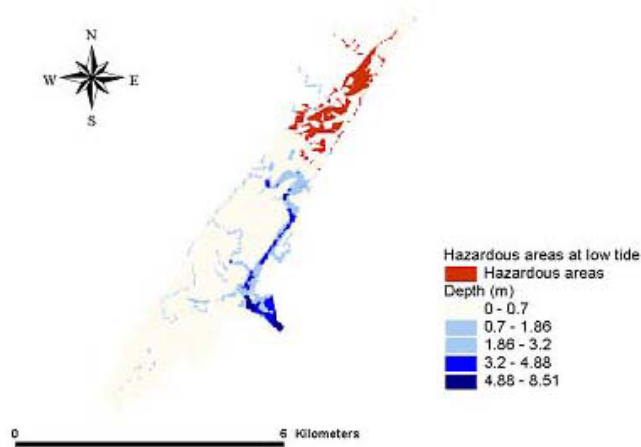 N
W E
S
Hazardous areas at low tide
Hazardous areas
Depth (m)
0 - 0.7
0.7 - 1.86
1.86 - 3.2
3.2 - 4.88
4.88 - 8.51
0 6 Kilometers